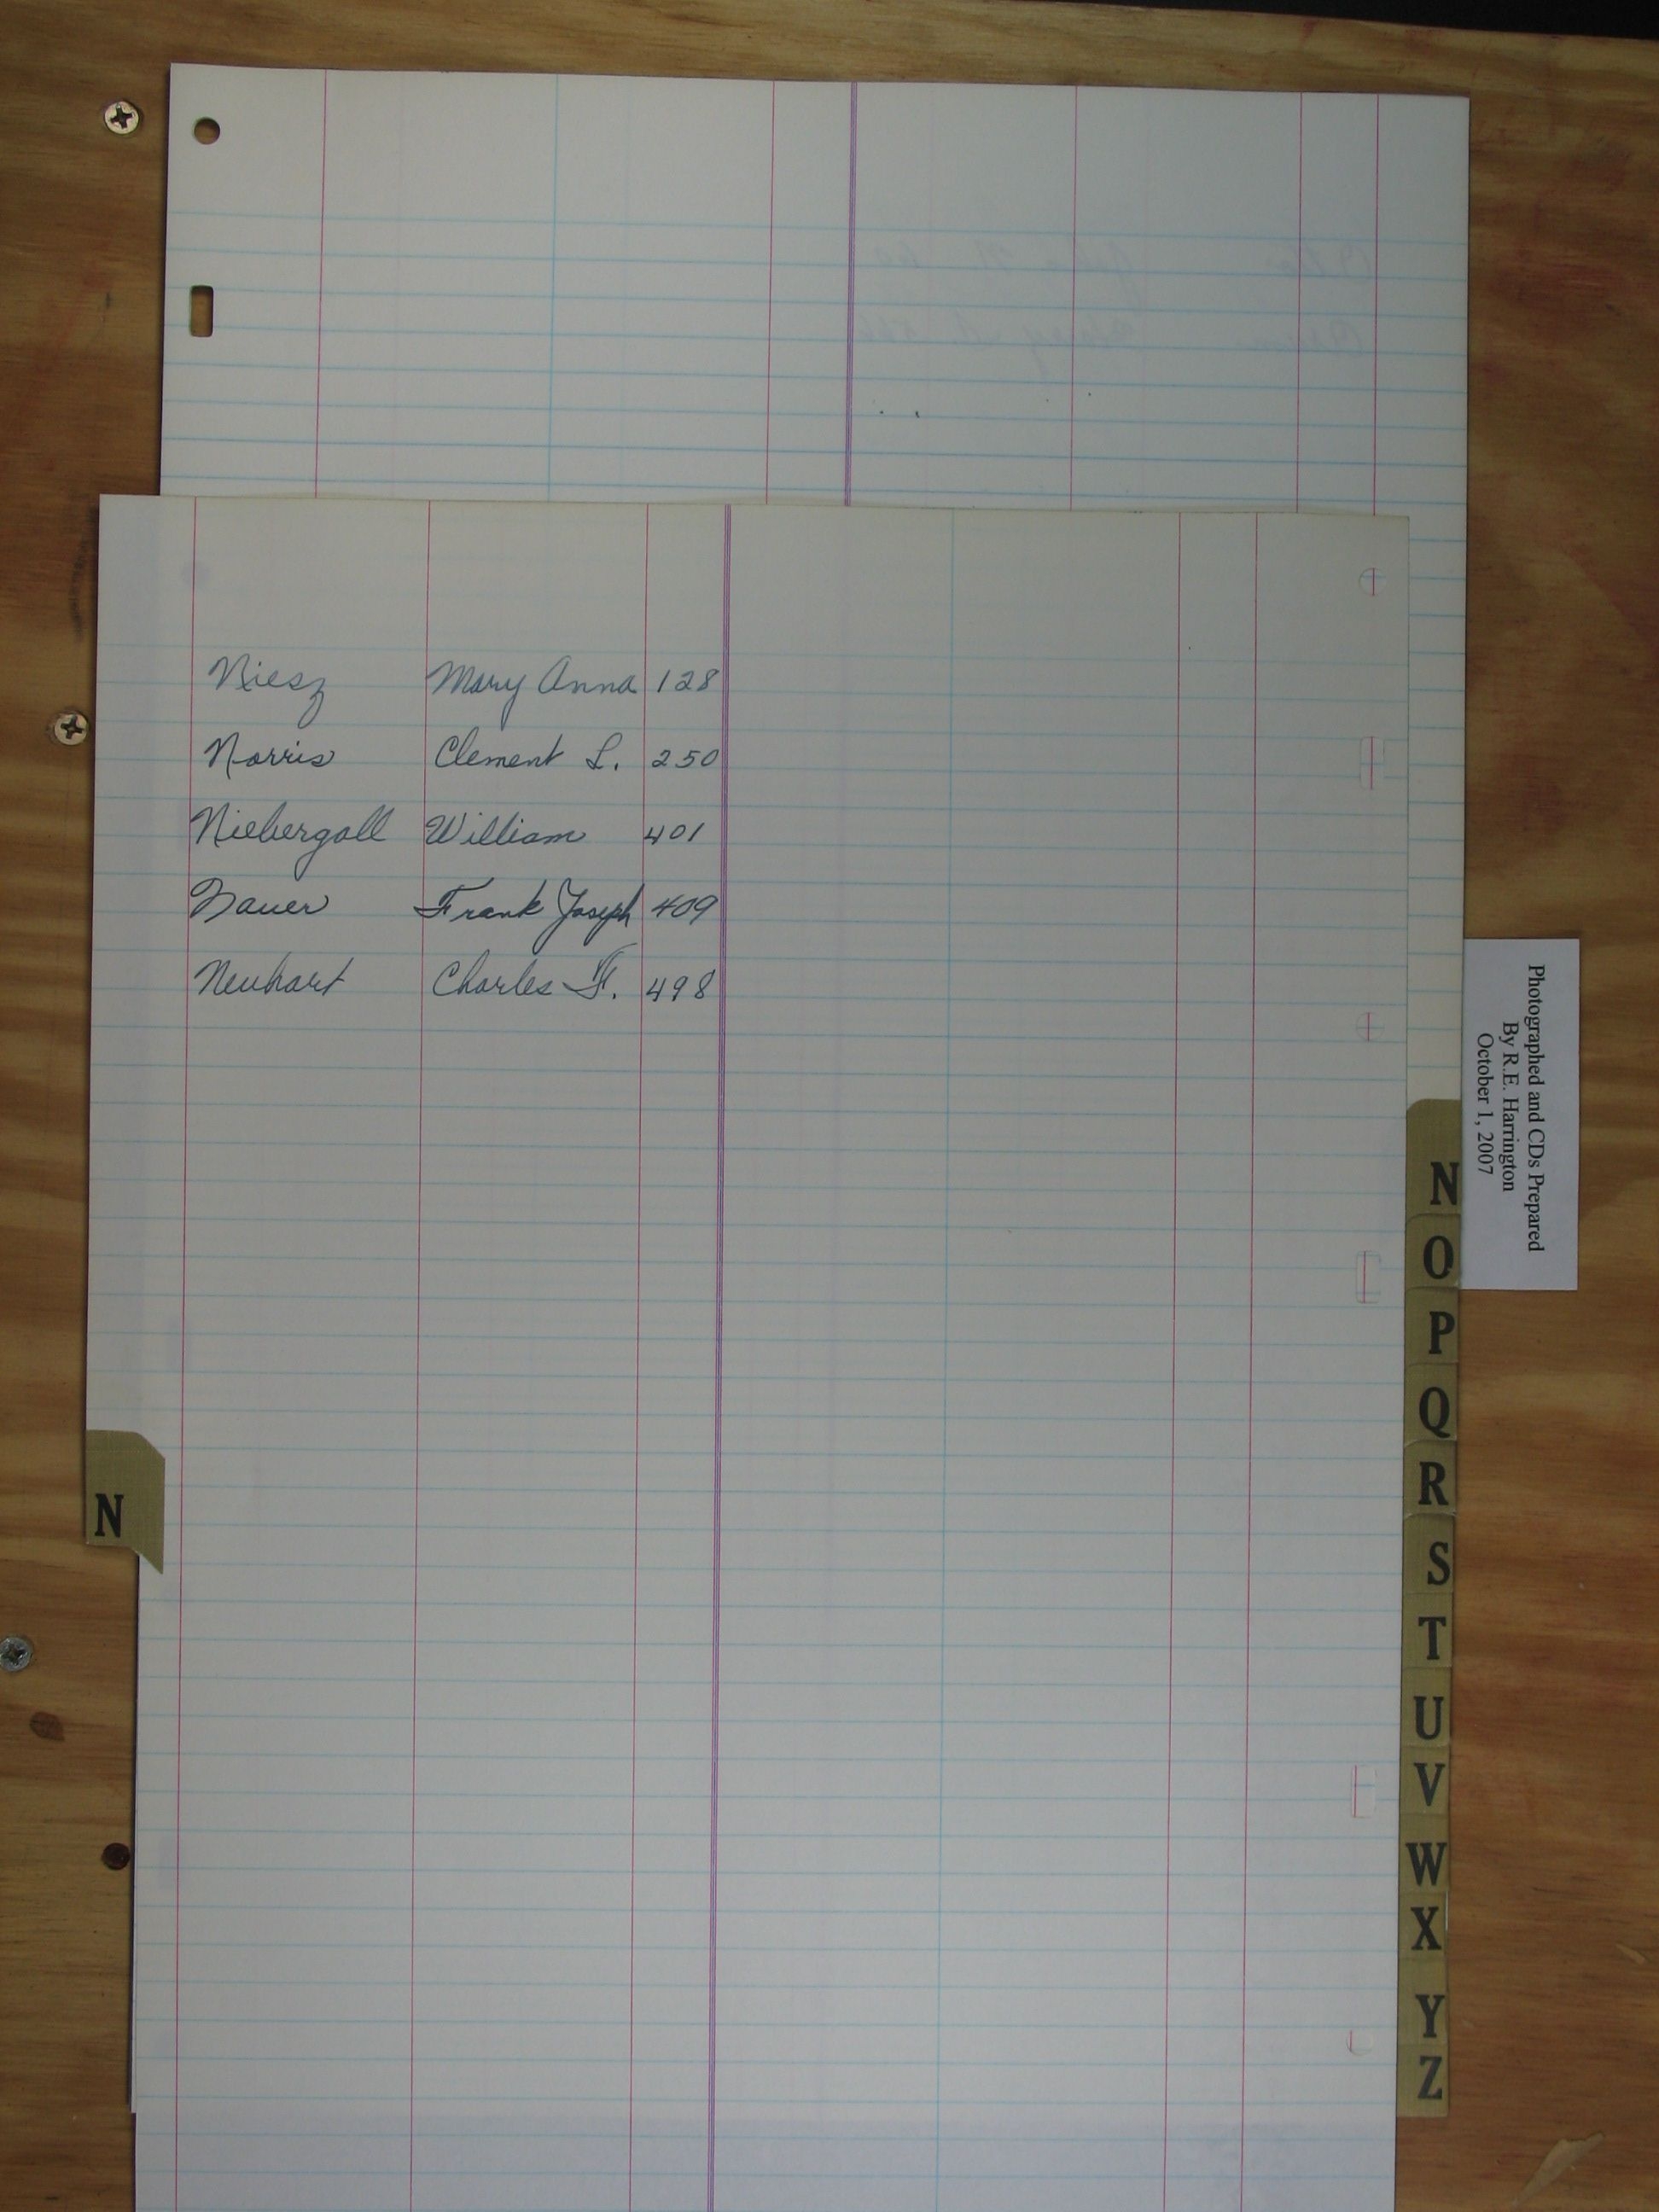 Niesz Mary Anna 128
Norris Clement L. 250
Niebergall William 401
Nauer Frank Joseph 409
Neuhart Charles F. 498
Photographed and CDs Prepared
By R.E. Harrington
October 1, 2007
N
O
P
Q
R
S
T
U
V
W
X
Y
Z
N